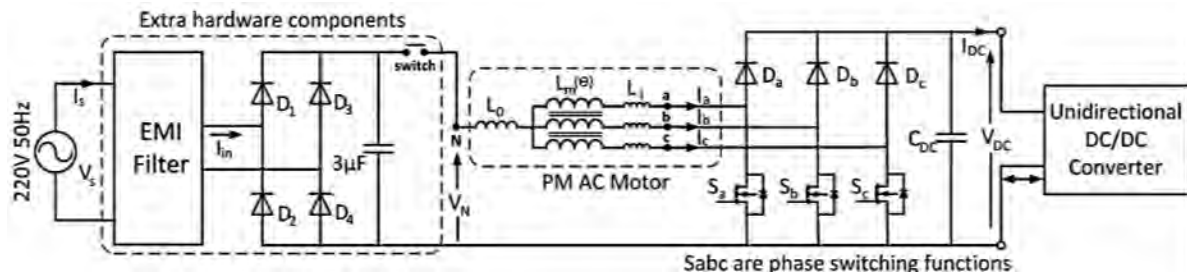 Extra hardware components
220V 50Hz
Is
Vs
EMI
Filter
Iin
D1
D3
D2
D4
3μF
switch
N
VN
Lo
Lm(θ)
Ll
a
b
c
Ia
Ib
Ic
PM AC Motor
Da
Db
Dc
Sa
Sb
Sc
CDC
IDC
VDC
Unidirectional
DC/DC
Converter
Sabc are phase switching functions